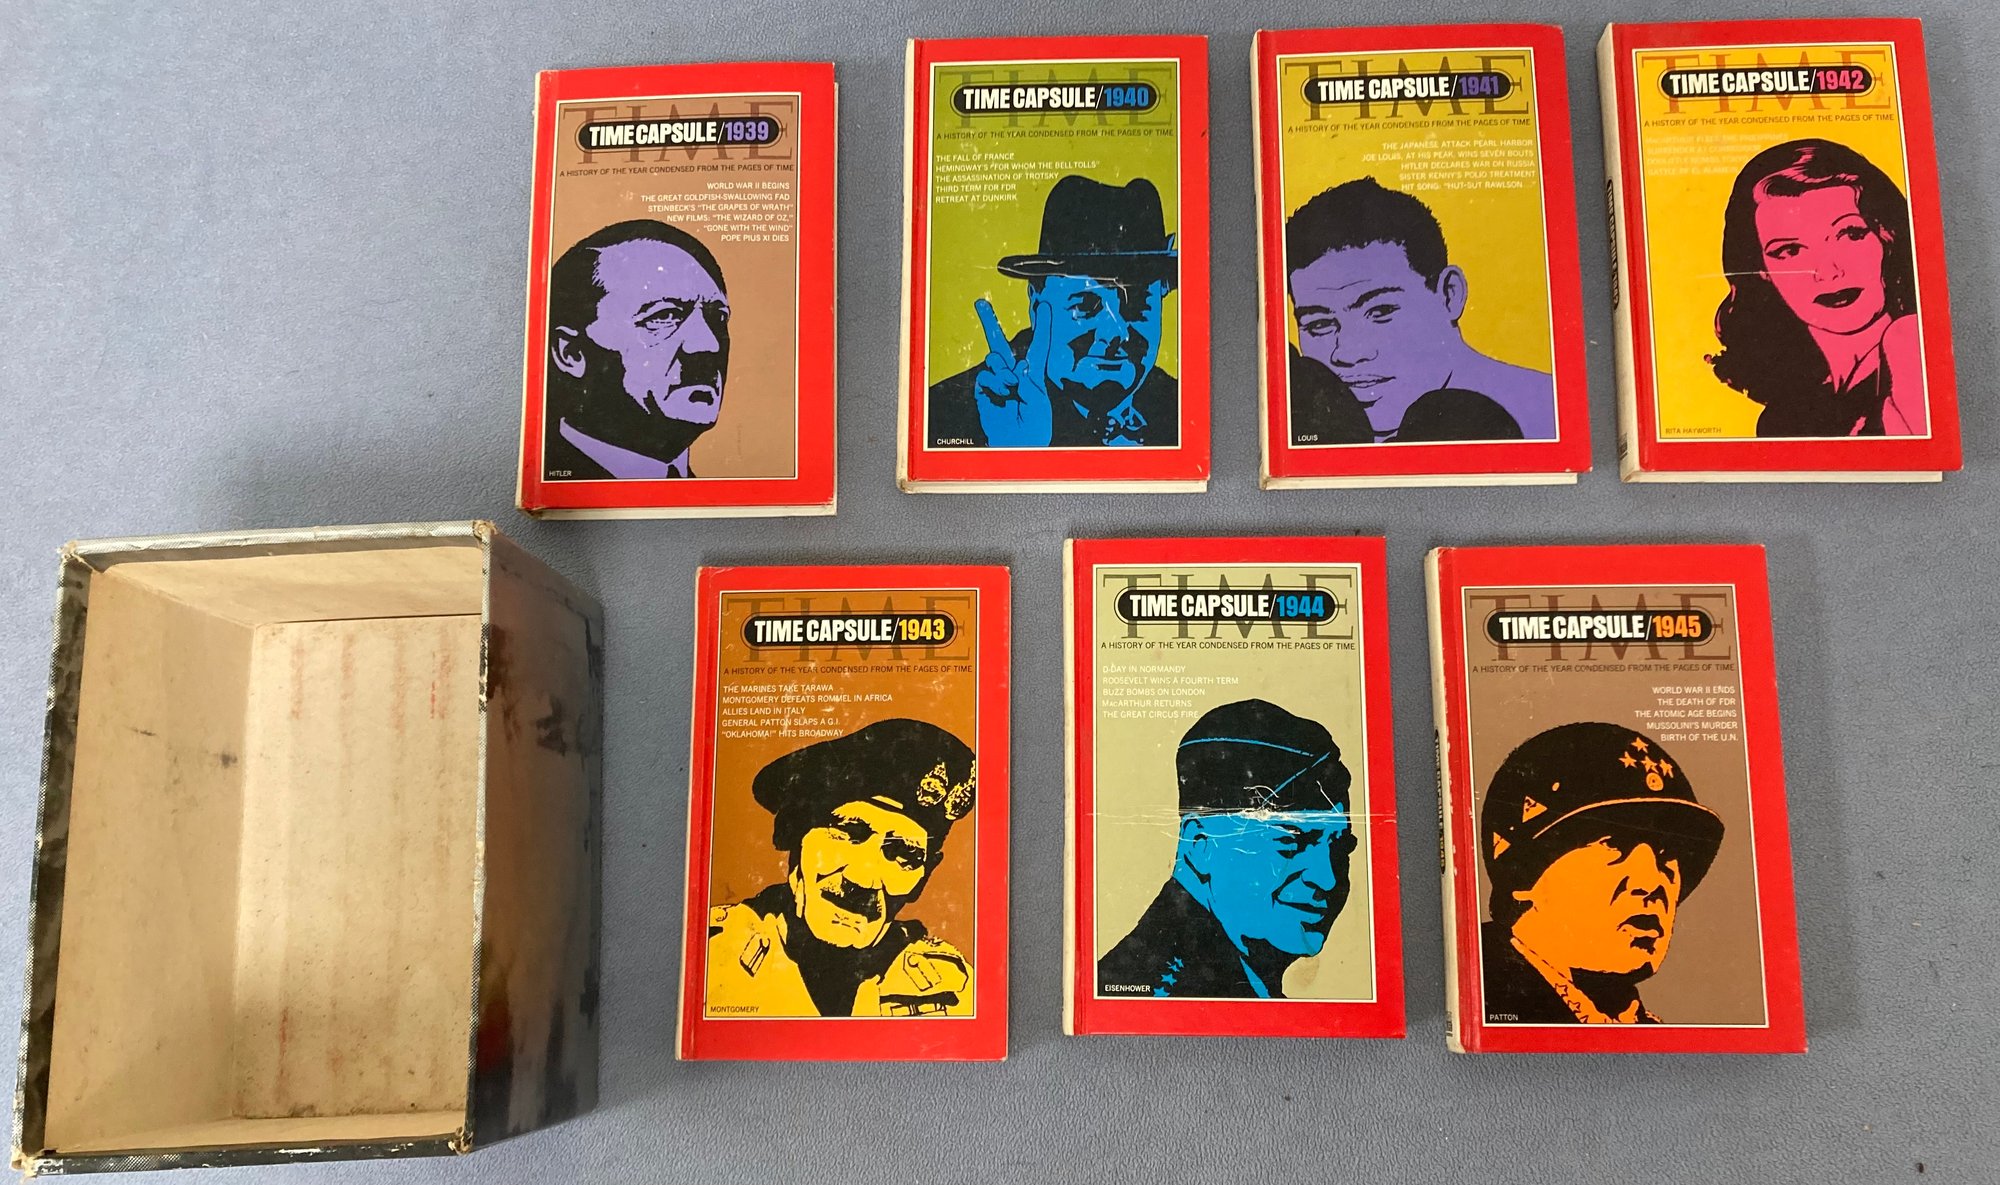 TIME
TIME CAPSULE/1939
A HISTORY OF THE YEAR CONDENSED FROM THE PAGES OF TIME
WORLD WAR II BEGINS
THE GREAT GOLDFISH-SWALLOWING FAD
STEINBECK'S "THE GRAPES OF WRATH"
NEW FILMS: "THE WIZARD OF OZ,"
"GONE WITH THE WIND"
POPE PIUS XI DIES
HITLER
TIME
TIME CAPSULE/1940
A HISTORY OF THE YEAR CONDENSED FROM THE PAGES OF TIME
THE FALL OF FRANCE
HEMINGWAY'S "FOR WHOM THE BELL TOLLS"
THE ASSASSINATION OF TROTSKY
THIRD TERM FOR FDR
RETREAT AT DUNKIRK
CHURCHILL
TIME
TIME CAPSULE/1941
A HISTORY OF THE YEAR CONDENSED FROM THE PAGES OF TIME
THE JAPANESE ATTACK PEARL HARBOR
JOE LOUIS, AT HIS PEAK, WINS SEVEN BOUTS
HITLER DECLARES WAR ON RUSSIA
SISTER KENNY'S POLIO TREATMENT
HIT SONG: "HUT-SUT RAWLSON..."
LOUIS
TIME
TIME CAPSULE/1942
A HISTORY OF THE YEAR CONDENSED FROM THE PAGES OF TIME
RITA HAYWORTH
TIME CAPSULE/1942
TIME
TIME CAPSULE/1943
A HISTORY OF THE YEAR CONDENSED FROM THE PAGES OF TIME
THE MARINES TAKE TARAWA
MONTGOMERY DEFEATS ROMMEL IN AFRICA
ALLIES LAND IN ITALY
GENERAL PATTON SLAPS A G.I.
"OKLAHOMA!" HITS BROADWAY
MONTGOMERY
TIME
TIME CAPSULE/1944
A HISTORY OF THE YEAR CONDENSED FROM THE PAGES OF TIME
D-DAY IN NORMANDY
ROOSEVELT WINS A FOURTH TERM
BUZZ BOMBS ON LONDON
MacARTHUR RETURNS
THE GREAT CIRCUS FIRE
EISENHOWER
TIME
TIME CAPSULE/1945
A HISTORY OF THE YEAR CONDENSED FROM THE PAGES OF TIME
WORLD WAR II ENDS
THE DEATH OF FDR
THE ATOMIC AGE BEGINS
MUSSOLINI'S MURDER
BIRTH OF THE U.N.
PATTON
TIME CAPSULE/1945